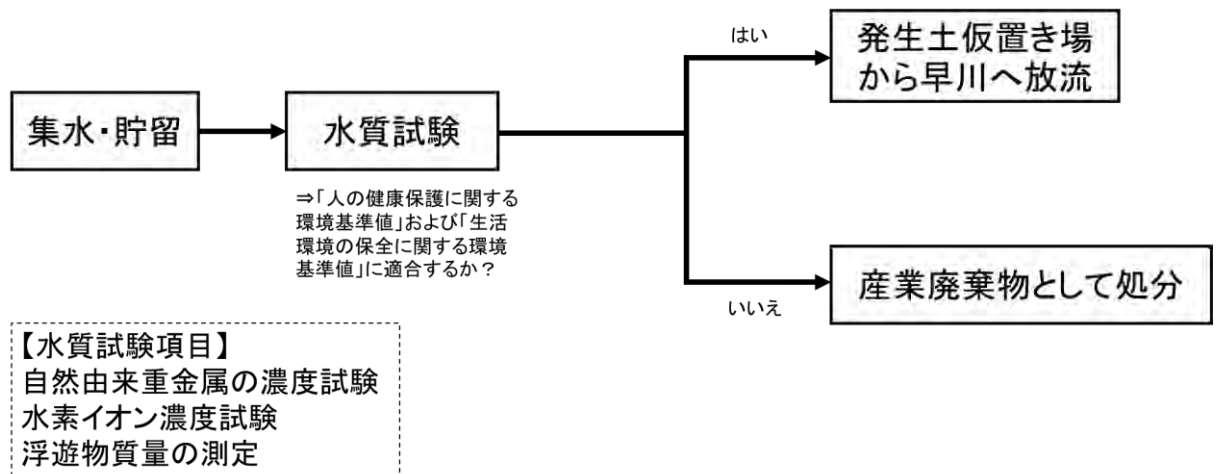 はい
発生土仮置き場
から早川へ放流
集水・貯留
水質試験
⇒「人の健康保護に関する
環境基準値」および「生活
環境の保全に関する環境
基準値」に適合するか？
産業廃棄物として処分
いいえ
【水質試験項目】
自然由来重金属の濃度試験
水素イオン濃度試験
浮遊物質量の測定